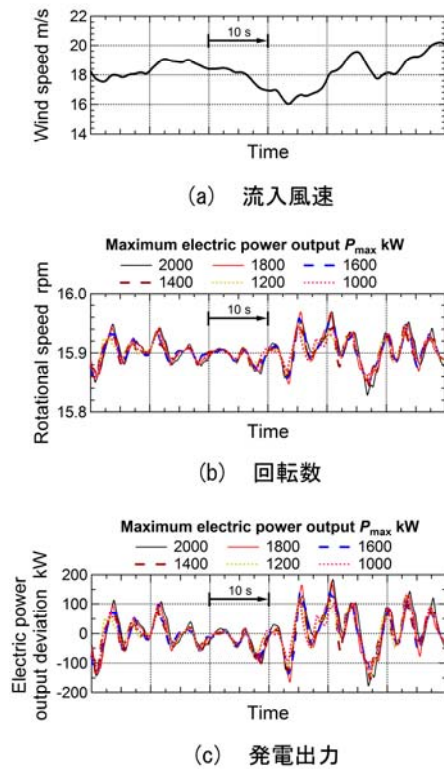 Wind speed m/s
22
20
18
16
14
10 s
Time
(a) 流入風速
Maximum electric power output Pmax kW
2000 1800 1600
1400 1200 1000
Rotational speed rpm
16.0
15.9
15.8
10 s
Time
(b) 回転数
Maximum electric power output Pmax kW
2000 1800 1600
1400 1200 1000
Electric power
output deviation kW
200
100
0
-100
-200
10 s
Time
(c) 発電出力